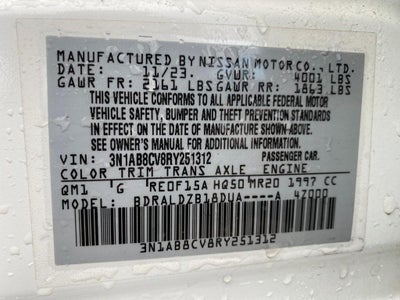 MANUFACTURED BY NISSAN MOTOR CO., LTD.
DATE: 11/23. GVWR: 4001 LBS
GAWR FR: 2161 LBS GAWR RR: 1863 LBS
THIS VEHICLE CONFORMS TO ALL APPLICABLE FEDERAL MOTOR
VEHICLE SAFETY, BUMPER AND THEFT PREVENTION STANDARDS
IN EFFECT ON THE DATE OF MANUFACTURE SHOWN ABOVE.
SEE OWNER'S MANUAL FOR ADDITIONAL INFORMATION
VIN: 3N1AB8CV8RY251312 PASSENGER CAR.
COLOR TRIM TRANS AXLE ENGINE
QM1 G RE0F15A HQ50 MR20 1997 CC
MODEL: BDRALDZB18DUA----A 47000
3N1AB8CV8RY251312